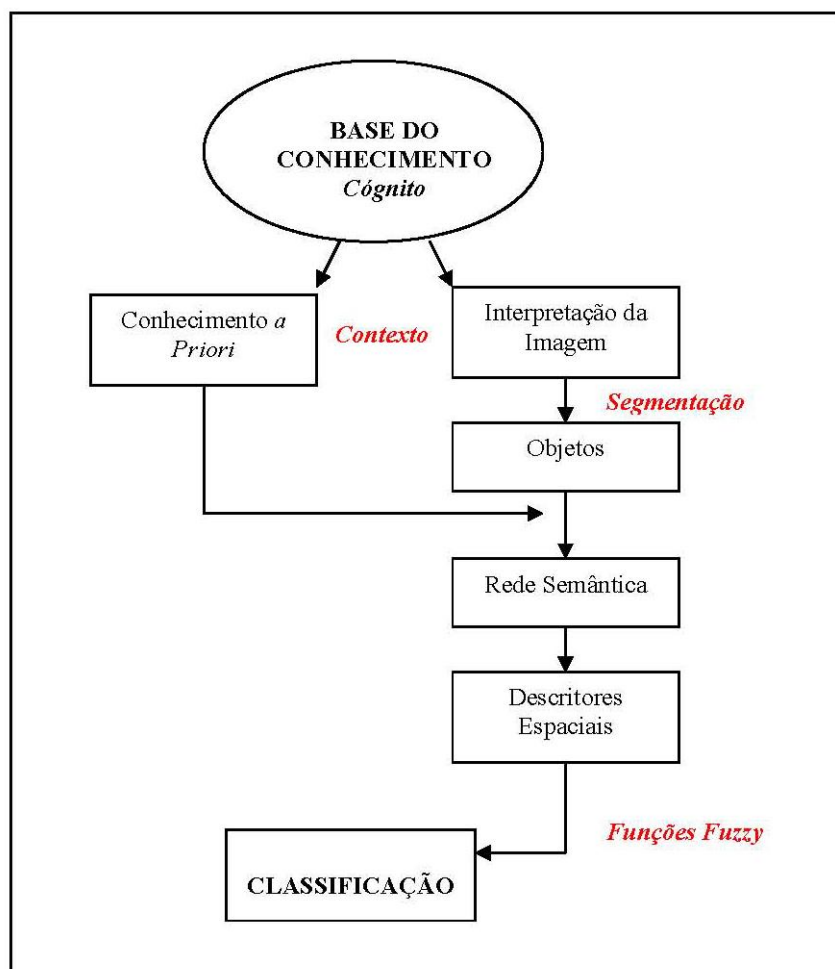 BASE DO
CONHECIMENTO
Cógnito
Conhecimento a
Priori
Contexto
Interpretação da
Imagem
Segmentação
Objetos
Rede Semântica
Descritores
Espaciais
Funções Fuzzy
CLASSIFICAÇÃO